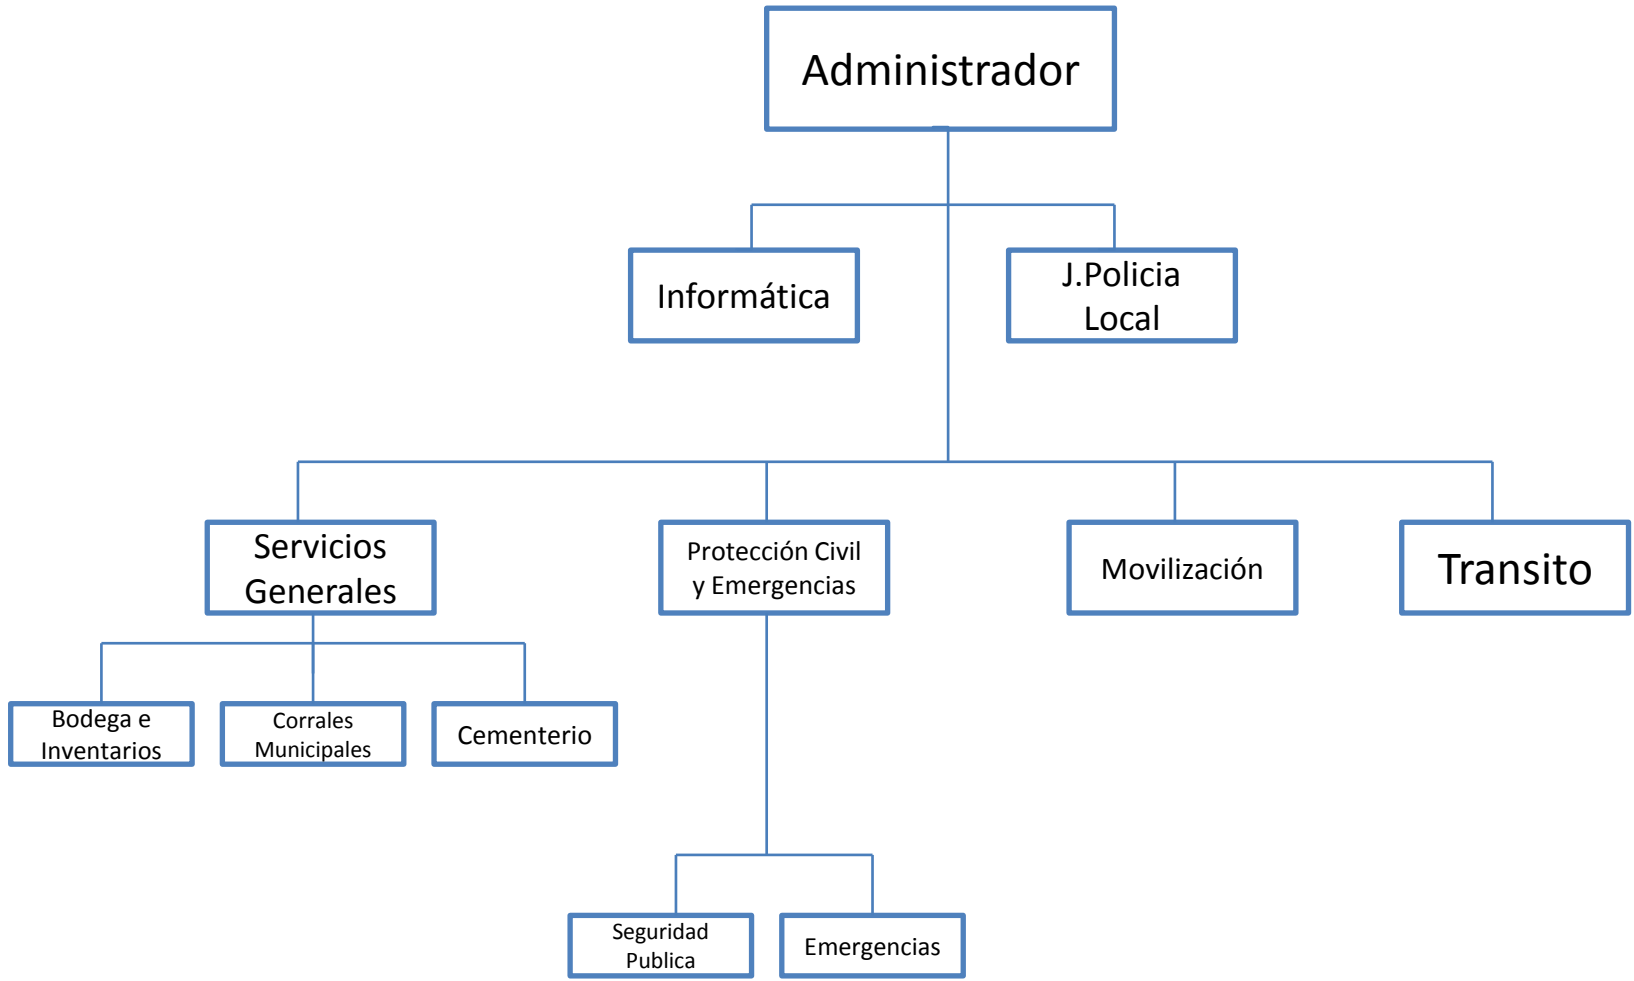 Administrador
Informática
J.Policia
Local
Servicios
Generales
Protección Civil
y Emergencias
Movilización
Transito
Bodega e
Inventarios
Corrales
Municipales
Cementerio
Seguridad
Publica
Emergencias